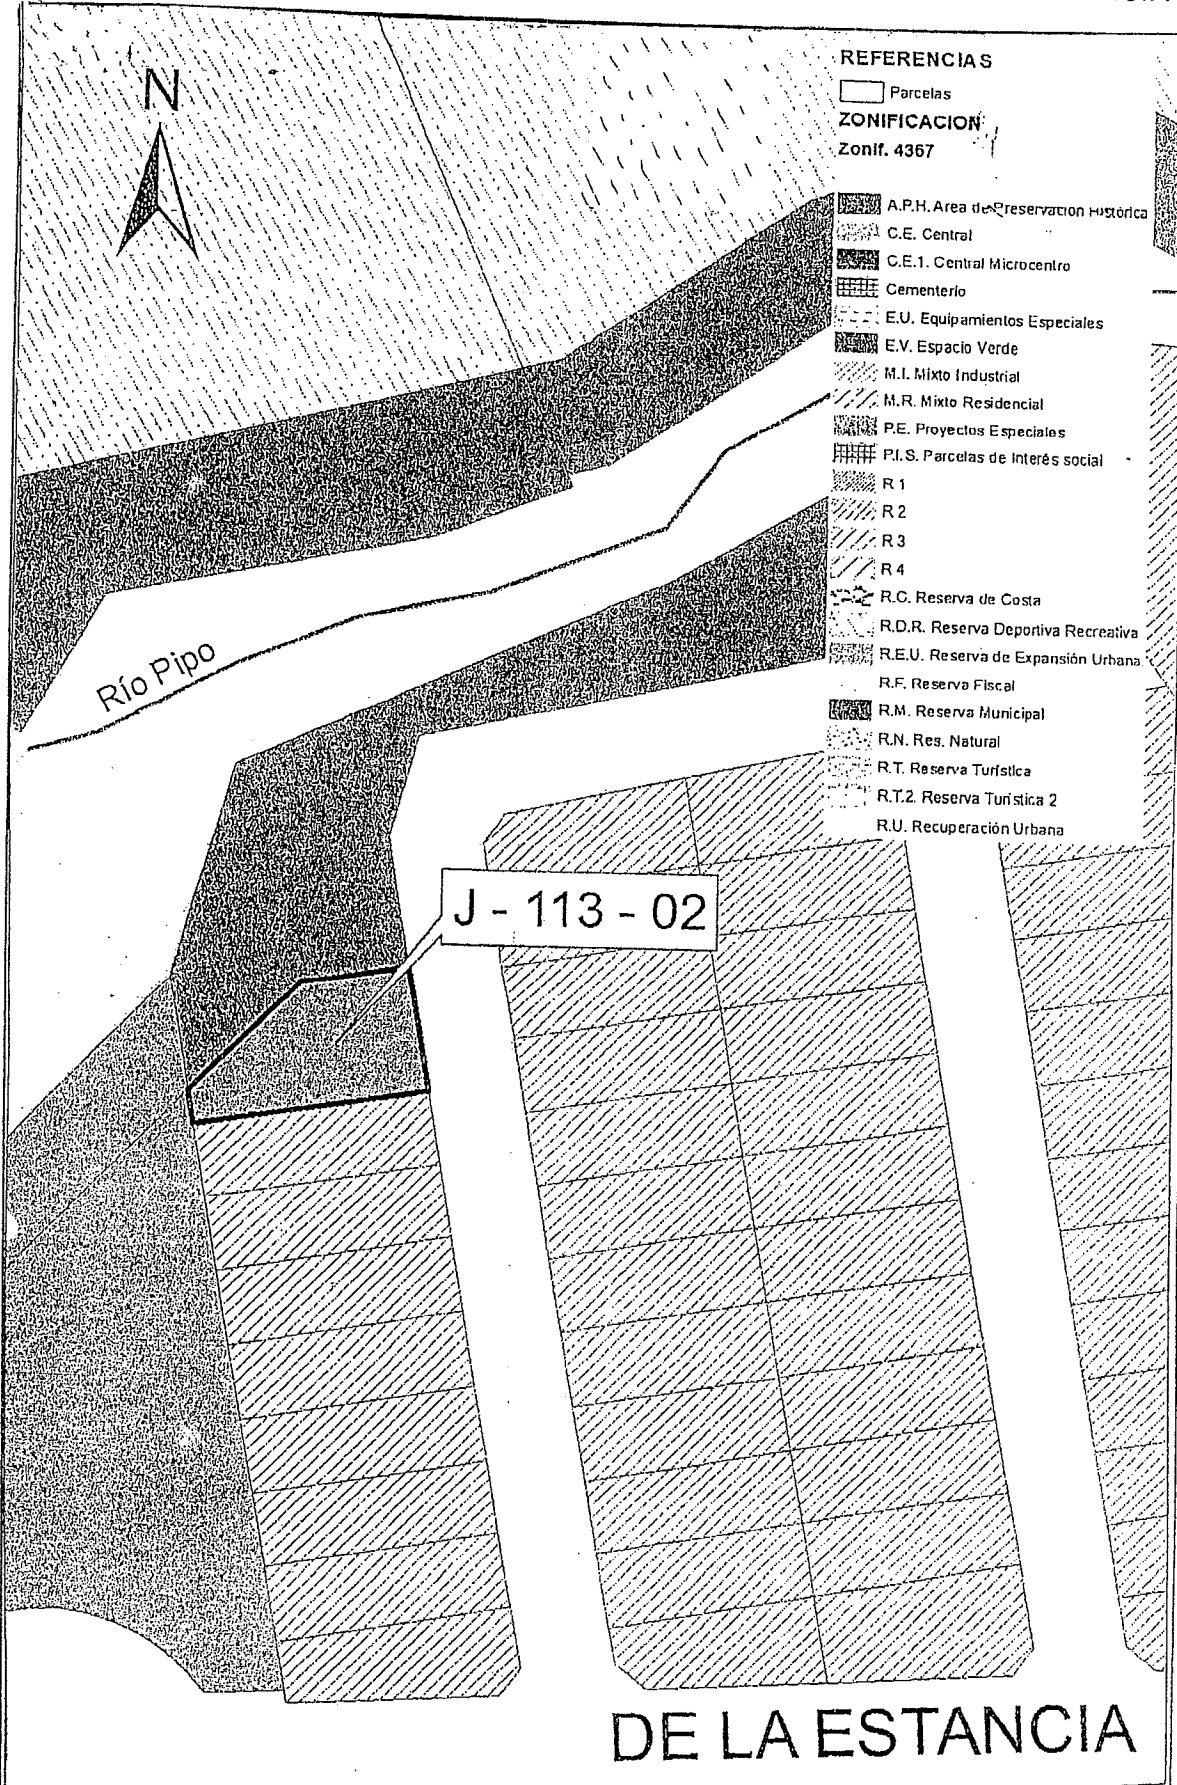 N
REFERENCIAS
Parcelas
ZONIFICACION
Zonif. 4367
A.P.H. Area de Preservación Histórica
C.E. Central
C.E.1. Central Microcentro
Cementerio
E.U. Equipamientos Especiales
E.V. Espacio Verde
M.I. Mixto Industrial
M.R. Mixto Residencial
P.E. Proyectos Especiales
P.I.S. Parcelas de Interés social
R 1
R 2
R 3
R 4
R.C. Reserva de Costa
R.D.R. Reserva Deportiva Recreativa
R.E.U. Reserva de Expansión Urbana
R.F. Reserva Fiscal
R.M. Reserva Municipal
R.N. Res. Natural
R.T. Reserva Turística
R.T.2. Reserva Turística 2
R.U. Recuperación Urbana
Río Pipo
J - 113 - 02
DE LA ESTANCIA